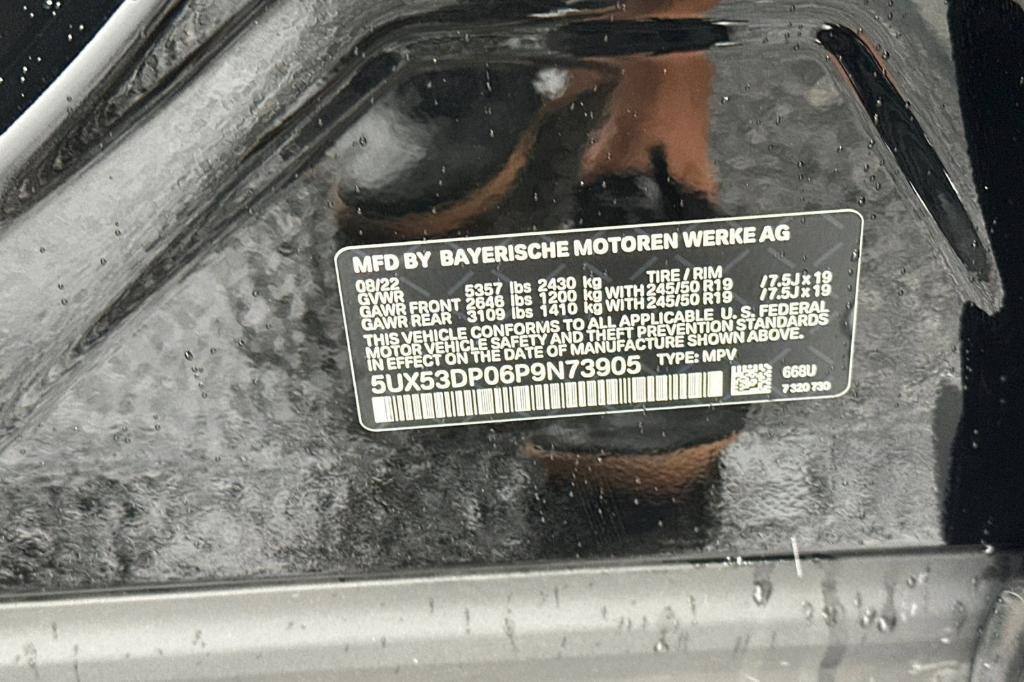 MFD BY BAYERISCHE MOTOREN WERKE AG
08/22 TIRE / RIM
GVWR 5357 lbs 2430 kg
GAWR FRONT 2646 lbs 1200 kg WITH 245/50 R19 /7.5J x 19
GAWR REAR 3109 lbs 1410 kg WITH 245/50 R19 /7.5J x 19
THIS VEHICLE CONFORMS TO ALL APPLICABLE U. S. FEDERAL
MOTOR VEHICLE SAFETY AND THEFT PREVENTION STANDARDS
IN EFFECT ON THE DATE OF MANUFACTURE SHOWN ABOVE.
5UX53DP06P9N73905 TYPE: MPV
668U
7 320 730